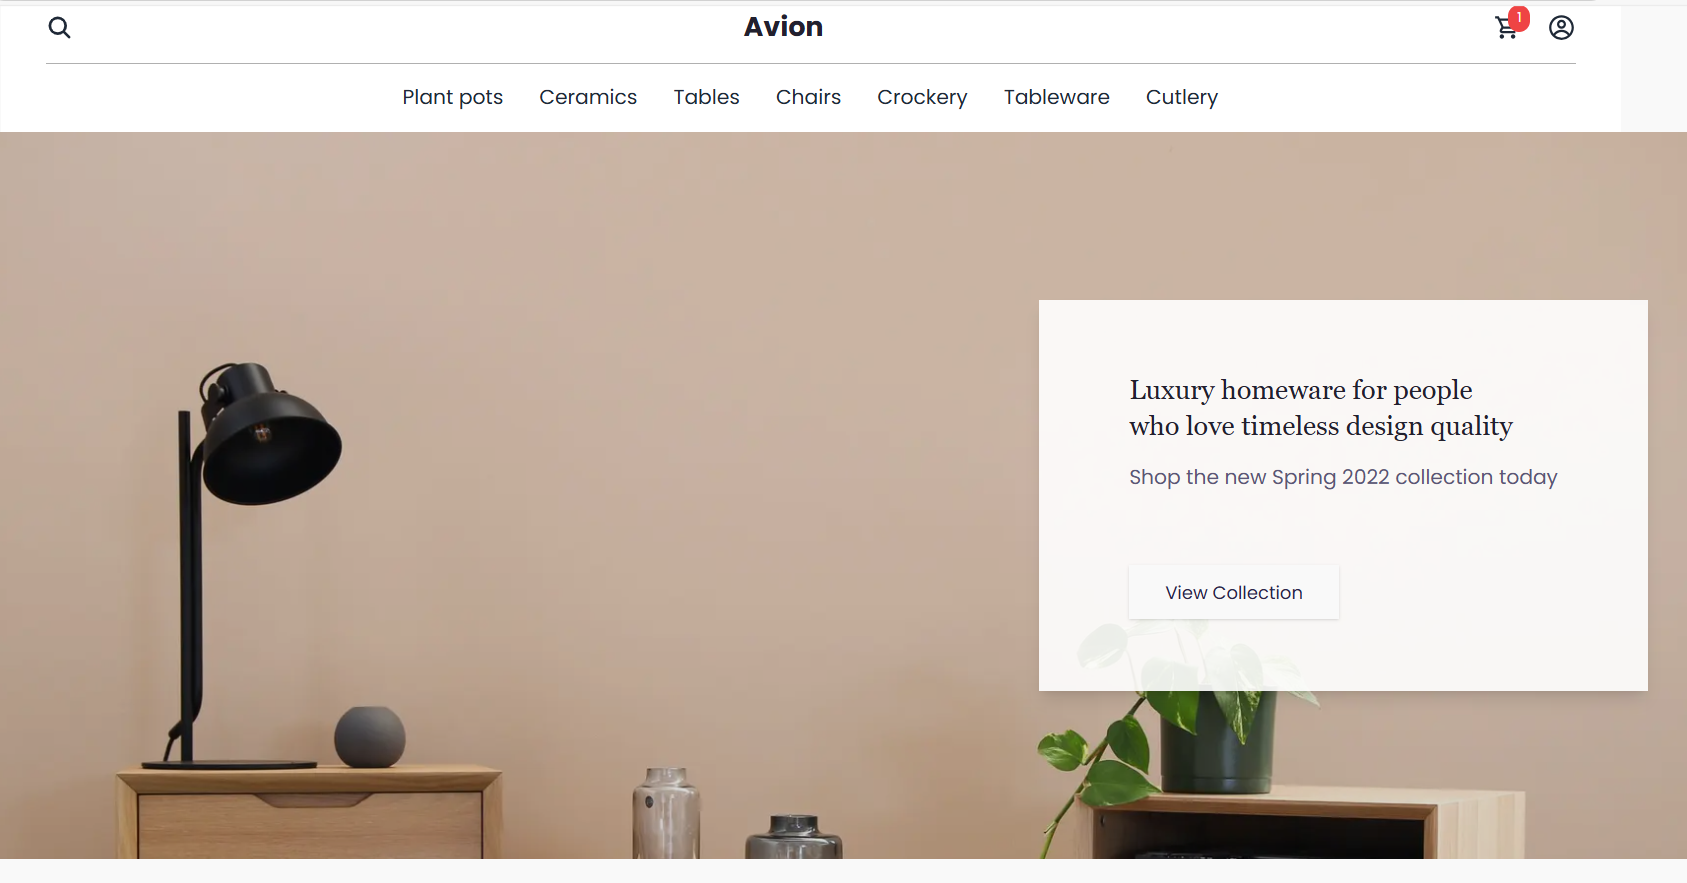 Avion
1
Plant pots Ceramics Tables Chairs Crockery Tableware Cutlery
Luxury homeware for people
who love timeless design quality
Shop the new Spring 2022 collection today
View Collection